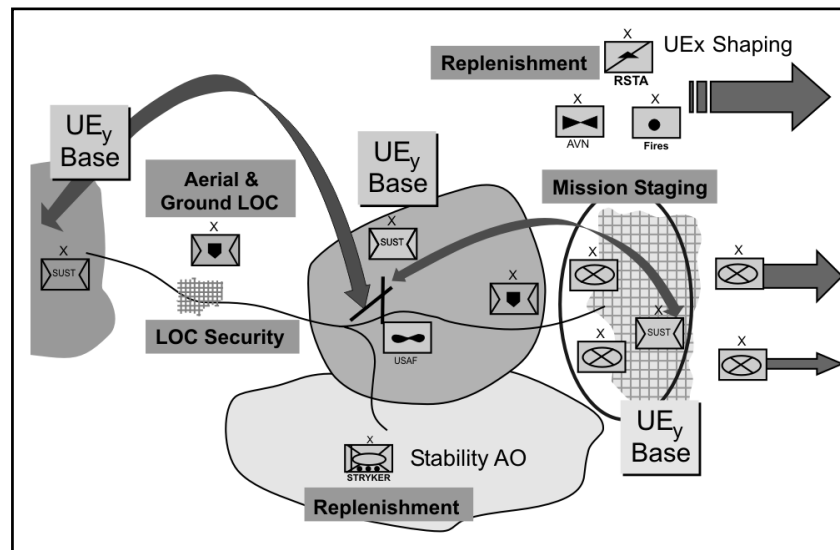 X
UEx Shaping
Replenishment
RSTA
X
X
AVN
Fires
UEy
Base
UEy
Base
Aerial &
Ground LOC
Mission Staging
X
X
SUST
X
SUST
X
X
X
X
SUST
LOC Security
USAF
X
X
X
SUST
UEy
Base
X
STRYKER
Stability AO
Replenishment